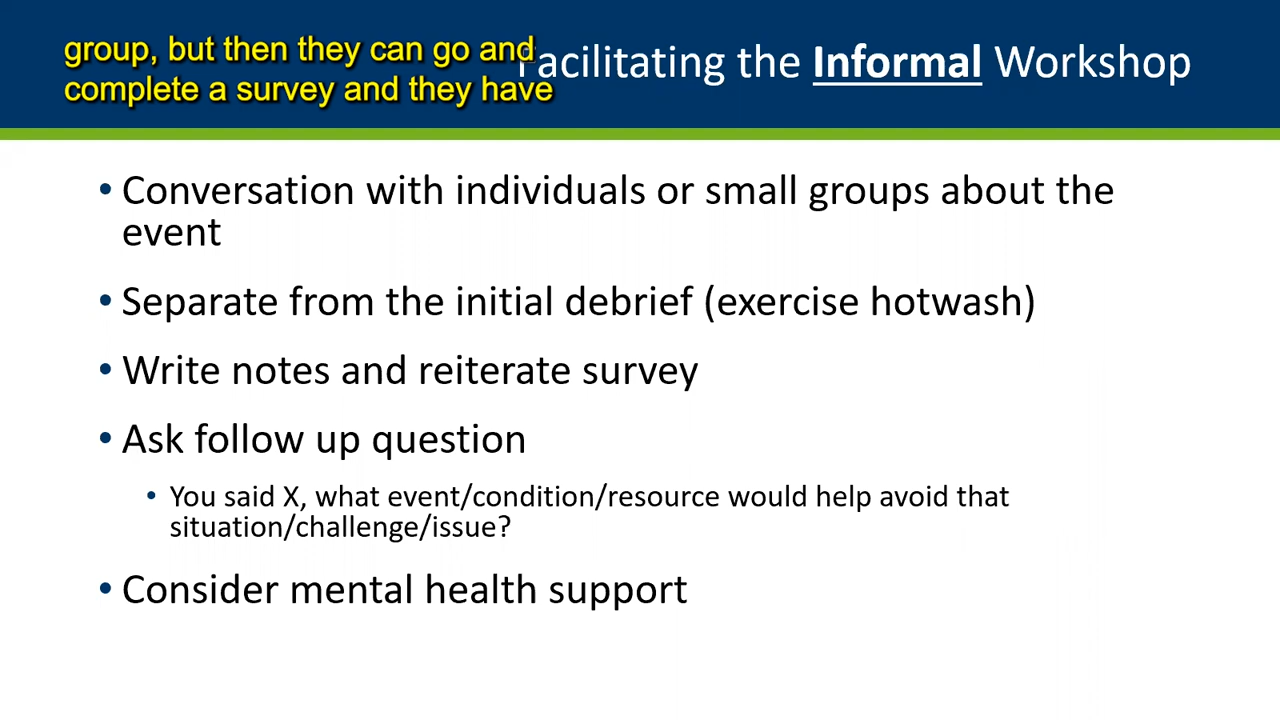 group, but then they can go and
complete a survey and they have
Facilitating the Informal Workshop
• Conversation with individuals or small groups about the
event
• Separate from the initial debrief (exercise hotwash)
• Write notes and reiterate survey
• Ask follow up question
• You said X, what event/condition/resource would help avoid that
situation/challenge/issue?
• Consider mental health support